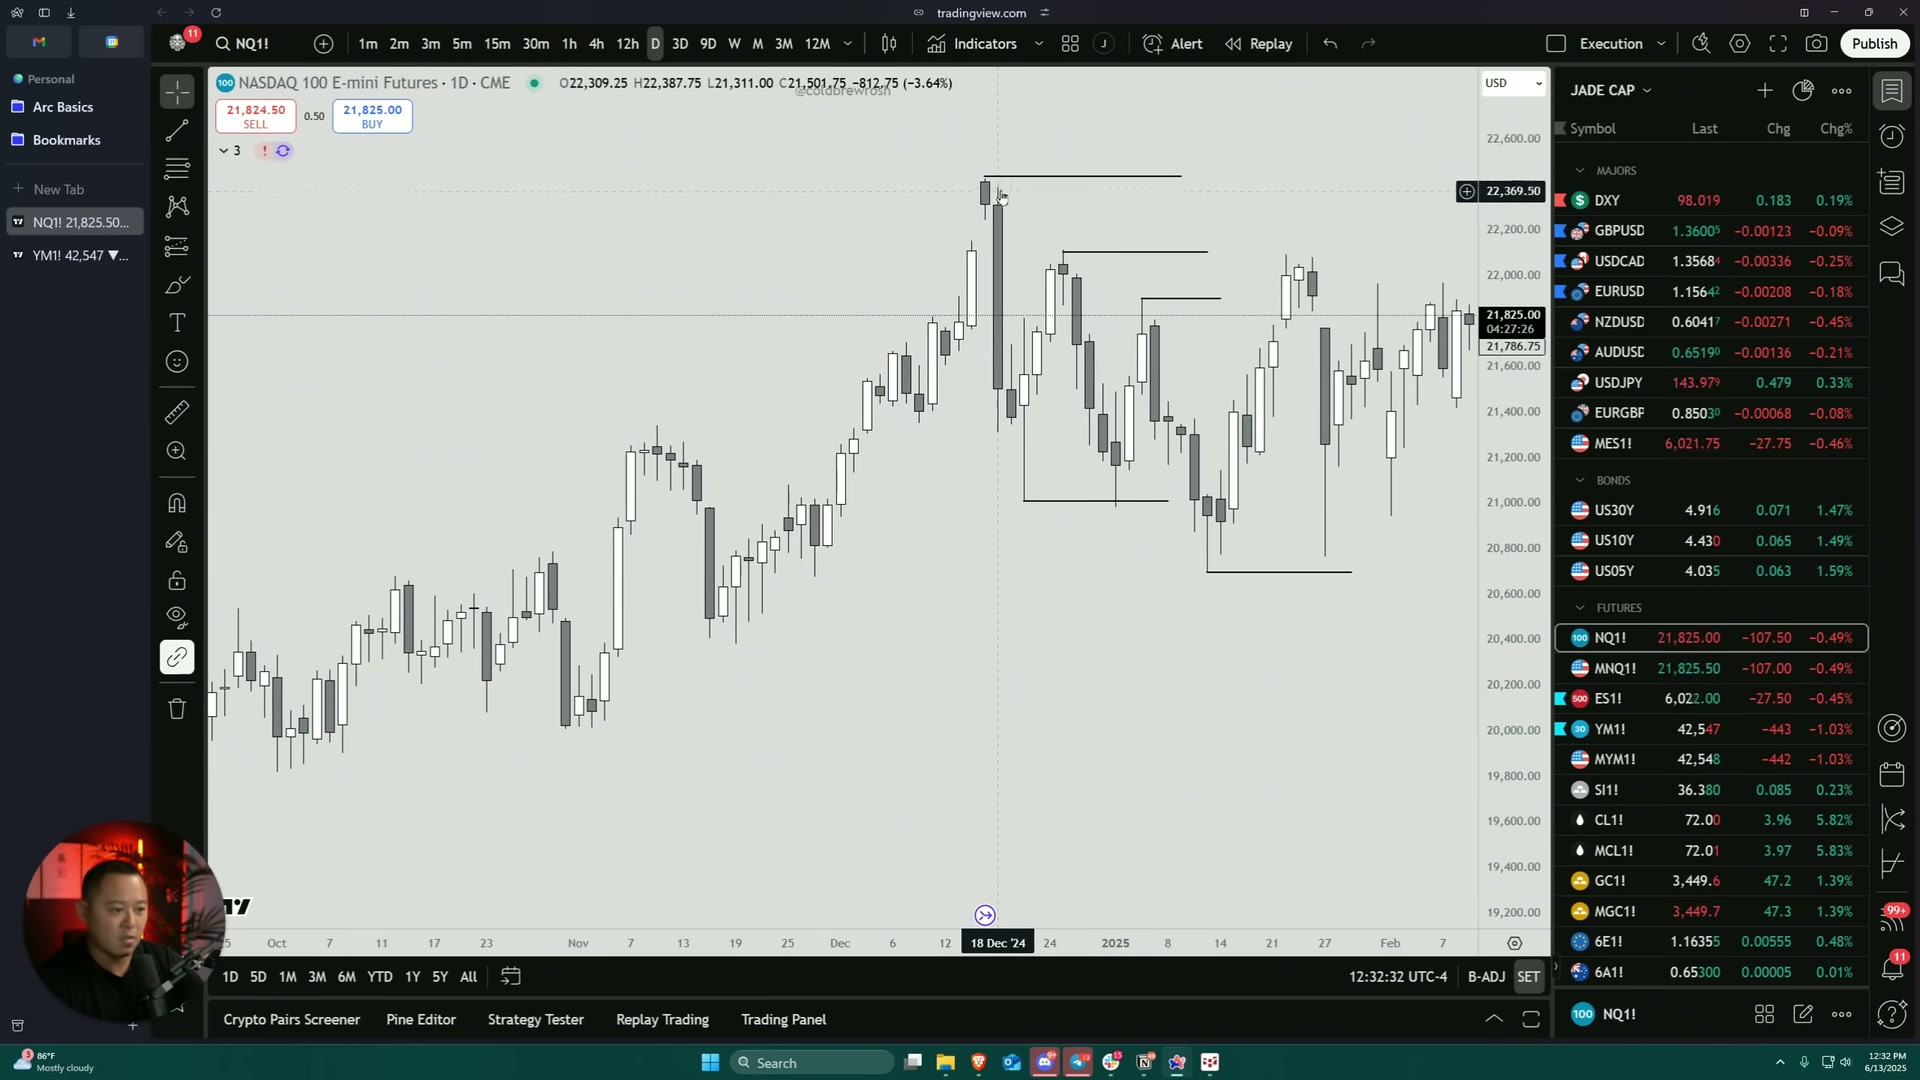 tradingview.com
11
NQ1!
1m 2m 3m 5m 15m 30m 1h 4h 12h D 3D 9D W M 3M 12M
Indicators
J
Alert
Replay
Execution
Publish
Personal
Arc Basics
Bookmarks
New Tab
NQ1! 21,825.50...
YM1! 42,547 ▼...
100 NASDAQ 100 E-mini Futures · 1D · CME
O22,309.25 H22,387.75 L21,311.00 C21,501.75 −812.75 (−3.64%)
@coldbrewrosh
21,824.50
SELL
0.50
21,825.00
BUY
3
USD
22,600.00
22,369.50
22,200.00
22,000.00
21,825.00
04:27:26
21,786.75
21,600.00
21,400.00
21,200.00
21,000.00
20,800.00
20,600.00
20,400.00
20,200.00
20,000.00
19,800.00
19,600.00
19,400.00
19,200.00
Oct 7 11 17 23 Nov 7 13 19 25 Dec 6 12 18 Dec '24 24 2025 8 14 21 27 Feb 7
1D 5D 1M 3M 6M YTD 1Y 5Y All
12:32:32 UTC-4
B-ADJ
SET
Crypto Pairs Screener
Pine Editor
Strategy Tester
Replay Trading
Trading Panel
JADE CAP
Symbol Last Chg Chg%
MAJORS
DXY 98.019 0.183 0.19%
GBPUSD 1.36005 −0.00123 −0.09%
USDCAD 1.35684 −0.00336 −0.25%
EURUSD 1.15642 −0.00208 −0.18%
NZDUSD 0.60417 −0.00271 −0.45%
AUDUSD 0.65190 −0.00136 −0.21%
USDJPY 143.979 0.479 0.33%
EURGBP 0.85030 −0.00068 −0.08%
MES1! 6,021.75 −27.75 −0.46%
BONDS
US30Y 4.916 0.071 1.47%
US10Y 4.430 0.065 1.49%
US05Y 4.035 0.063 1.59%
FUTURES
100 NQ1! 21,825.00 −107.50 −0.49%
MNQ1! 21,825.50 −107.00 −0.49%
500 ES1! 6,022.00 −27.50 −0.45%
30 YM1! 42,547 −443 −1.03%
MYM1! 42,548 −442 −1.03%
SI1! 36.380 0.085 0.23%
CL1! 72.00 3.96 5.82%
MCL1! 72.01 3.97 5.83%
GC1! 3,449.6 47.2 1.39%
MGC1! 3,449.7 47.3 1.39%
6E1! 1.16355 0.00555 0.48%
6A1! 0.65300 0.00005 0.01%
100 NQ1!
99+
11
3
86°F
Mostly cloudy
Search
12:32 PM
6/13/2025